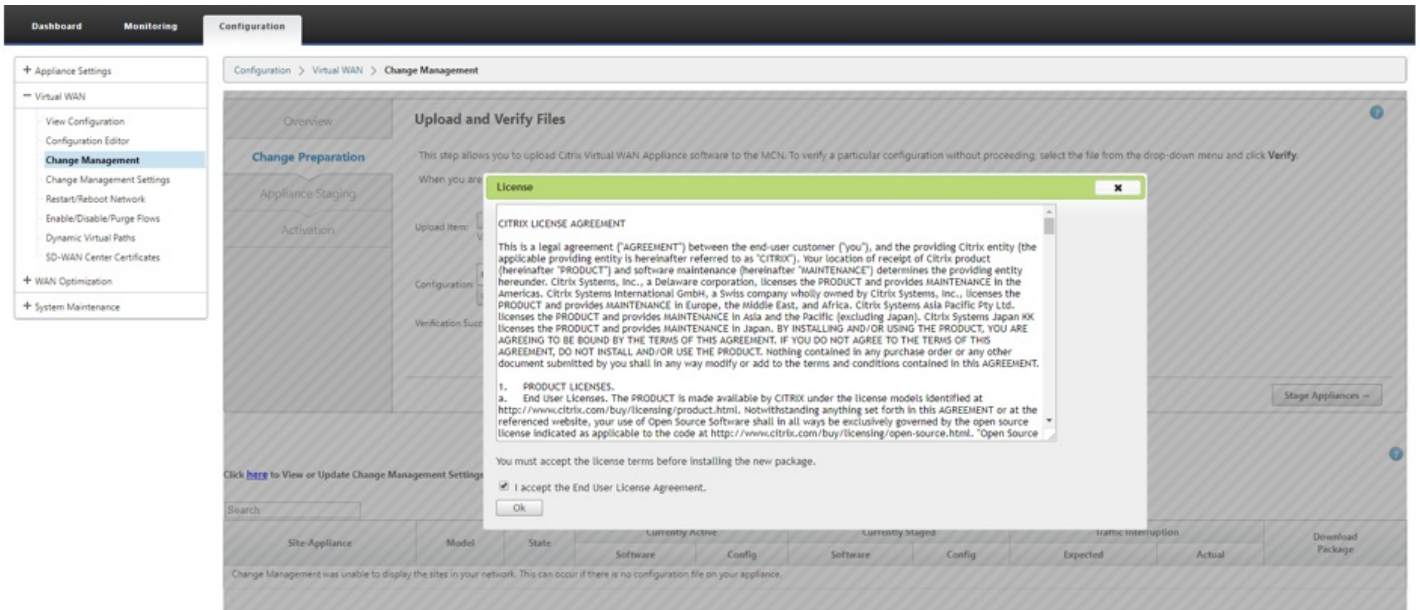 Dashboard Monitoring Configuration
+ Appliance Settings
− Virtual WAN
View Configuration
Configuration Editor
Change Management
Change Management Settings
Restart/Reboot Network
Enable/Disable/Purge Flows
Dynamic Virtual Paths
SD-WAN Center Certificates
+ WAN Optimization
+ System Maintenance
Configuration > Virtual WAN > Change Management
Overview
Change Preparation
Appliance Staging
Activation
Upload and Verify Files
?
This step allows you to upload Citrix Virtual WAN Appliance software to the MCN. To verify a particular configuration without proceeding, select the file from the drop-down menu and click Verify.
When you are
Upload Item:
Configuration:
Verification Succ
License
CITRIX LICENSE AGREEMENT
This is a legal agreement ("AGREEMENT") between the end-user customer ("you"), and the providing Citrix entity (the
applicable providing entity is hereinafter referred to as "CITRIX"). Your location of receipt of Citrix product
(hereinafter "PRODUCT") and software maintenance (hereinafter "MAINTENANCE") determines the providing entity
hereunder. Citrix Systems, Inc., a Delaware corporation, licenses the PRODUCT and provides MAINTENANCE in the
Americas. Citrix Systems International GmbH, a Swiss company wholly owned by Citrix Systems, Inc., licenses the
PRODUCT and provides MAINTENANCE in Europe, the Middle East, and Africa. Citrix Systems Asia Pacific Pty Ltd.
licenses the PRODUCT and provides MAINTENANCE in Asia and the Pacific (excluding Japan). Citrix Systems Japan KK
licenses the PRODUCT and provides MAINTENANCE in Japan. BY INSTALLING AND/OR USING THE PRODUCT, YOU ARE
AGREEING TO BE BOUND BY THE TERMS OF THIS AGREEMENT. IF YOU DO NOT AGREE TO THE TERMS OF THIS
AGREEMENT, DO NOT INSTALL AND/OR USE THE PRODUCT. Nothing contained in any purchase order or any other
document submitted by you shall in any way modify or add to the terms and conditions contained in this AGREEMENT.
1. PRODUCT LICENSES.
a. End User Licenses. The PRODUCT is made available by CITRIX under the license models identified at
http://www.citrix.com/buy/licensing/product.html. Notwithstanding anything set forth in this AGREEMENT or at the
referenced website, your use of Open Source Software shall in all ways be exclusively governed by the open source
license indicated as applicable to the code at http://www.citrix.com/buy/licensing/open-source.html. "Open Source
You must accept the license terms before installing the new package.
I accept the End User License Agreement.
Ok
Stage Appliances →
?
Click here to View or Update Change Management Settings
Search:
Site-Appliance Model State Currently Active Currently Staged Traffic Interruption Download Package
Software Config Software Config Expected Actual
Change Management was unable to display the sites in your network. This can occur if there is no configuration file on your appliance.